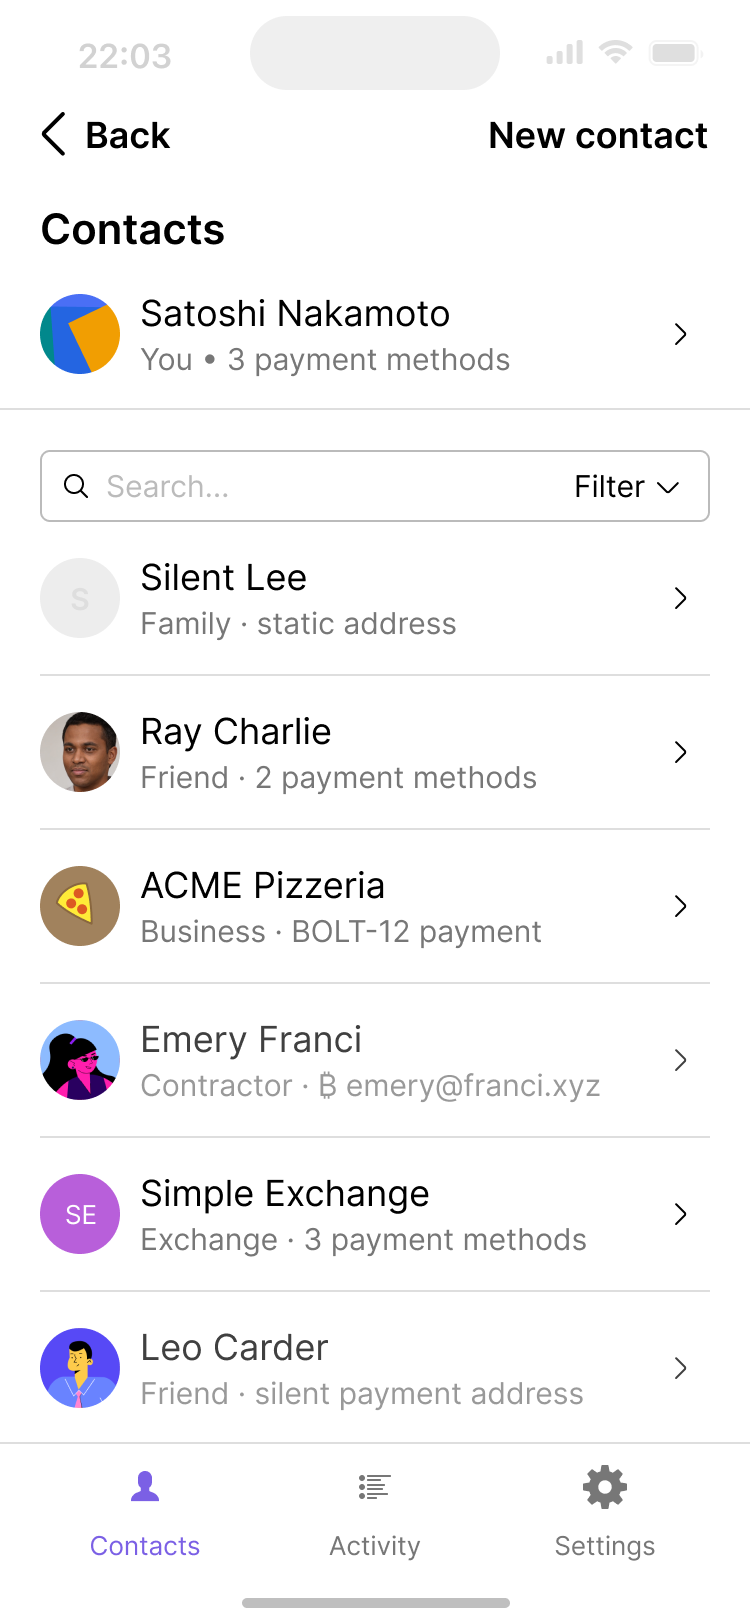 22:03
Back
New contact
Contacts
Satoshi Nakamoto
You • 3 payment methods
Search...
Filter
S
Silent Lee
Family · static address
Ray Charlie
Friend · 2 payment methods
ACME Pizzeria
Business · BOLT-12 payment
Emery Franci
Contractor · ₿ emery@franci.xyz
SE
Simple Exchange
Exchange · 3 payment methods
Leo Carder
Friend · silent payment address
Contacts
Activity
Settings